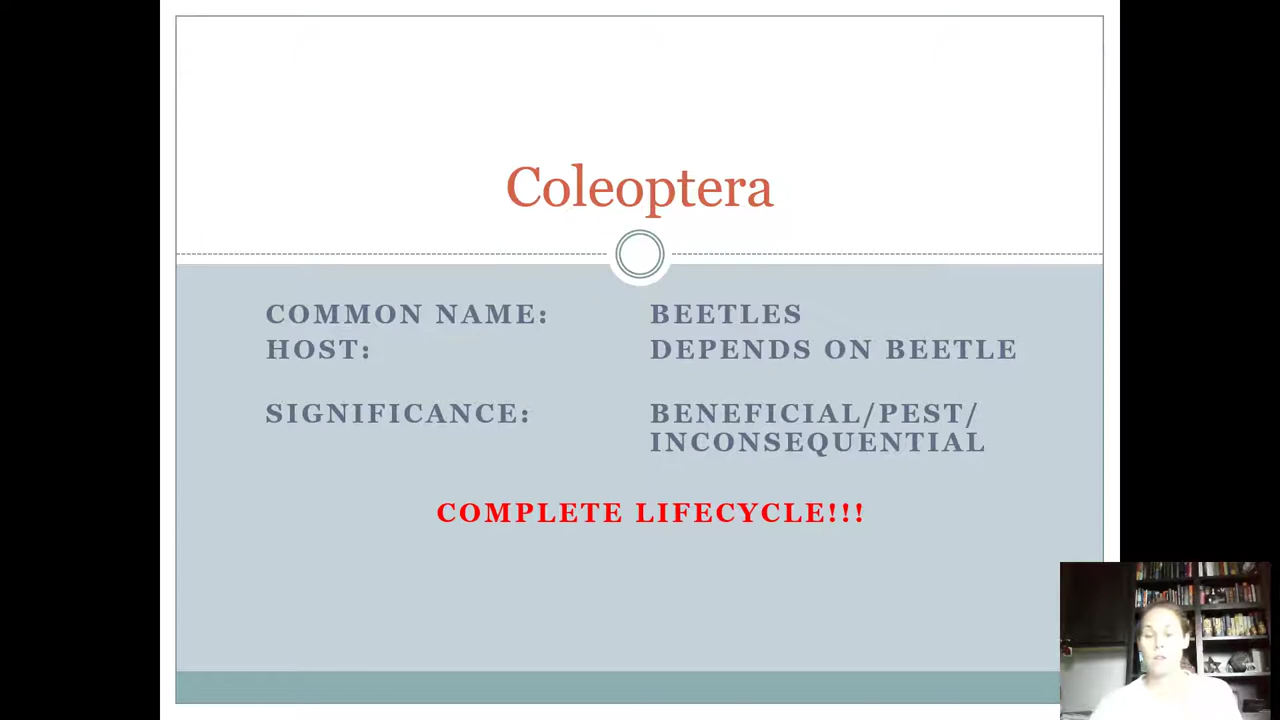 Coleoptera
COMMON NAME: BEETLES
HOST: DEPENDS ON BEETLE
SIGNIFICANCE: BENEFICIAL/PEST/
INCONSEQUENTIAL
COMPLETE LIFECYCLE!!!